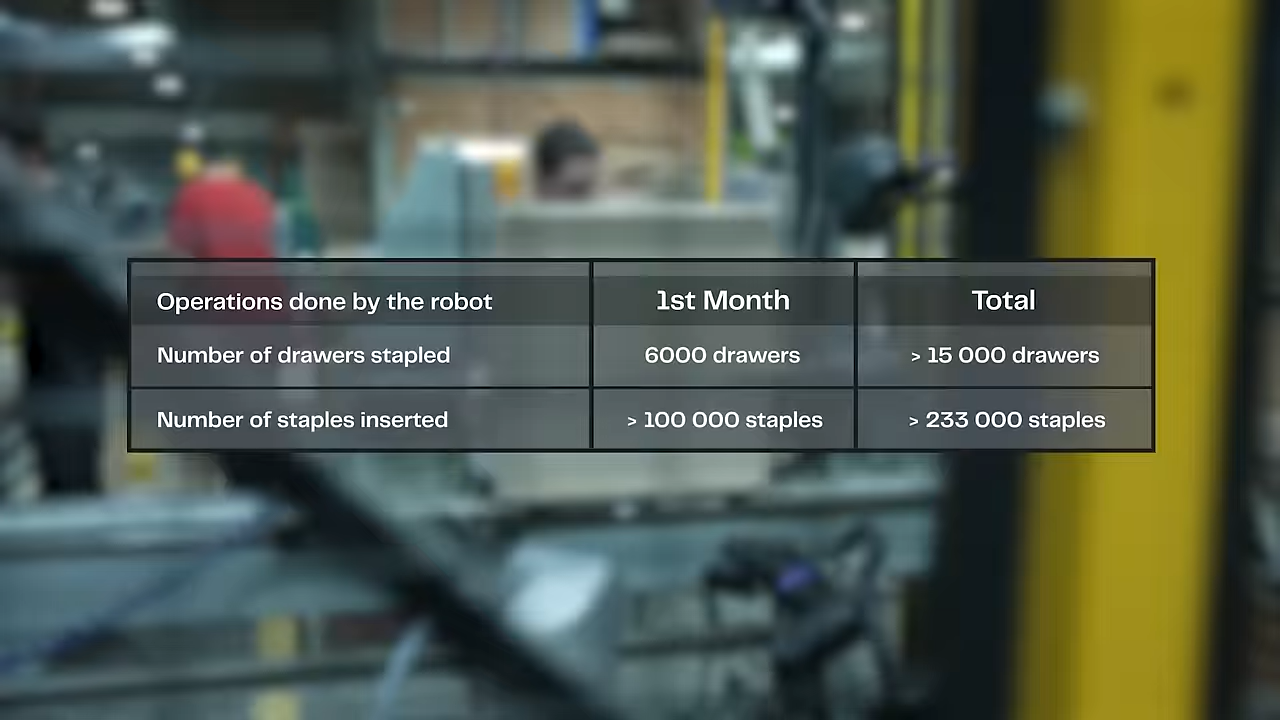 Operations done by the robot 1st Month Total
Number of drawers stapled 6000 drawers > 15 000 drawers
Number of staples inserted > 100 000 staples > 233 000 staples